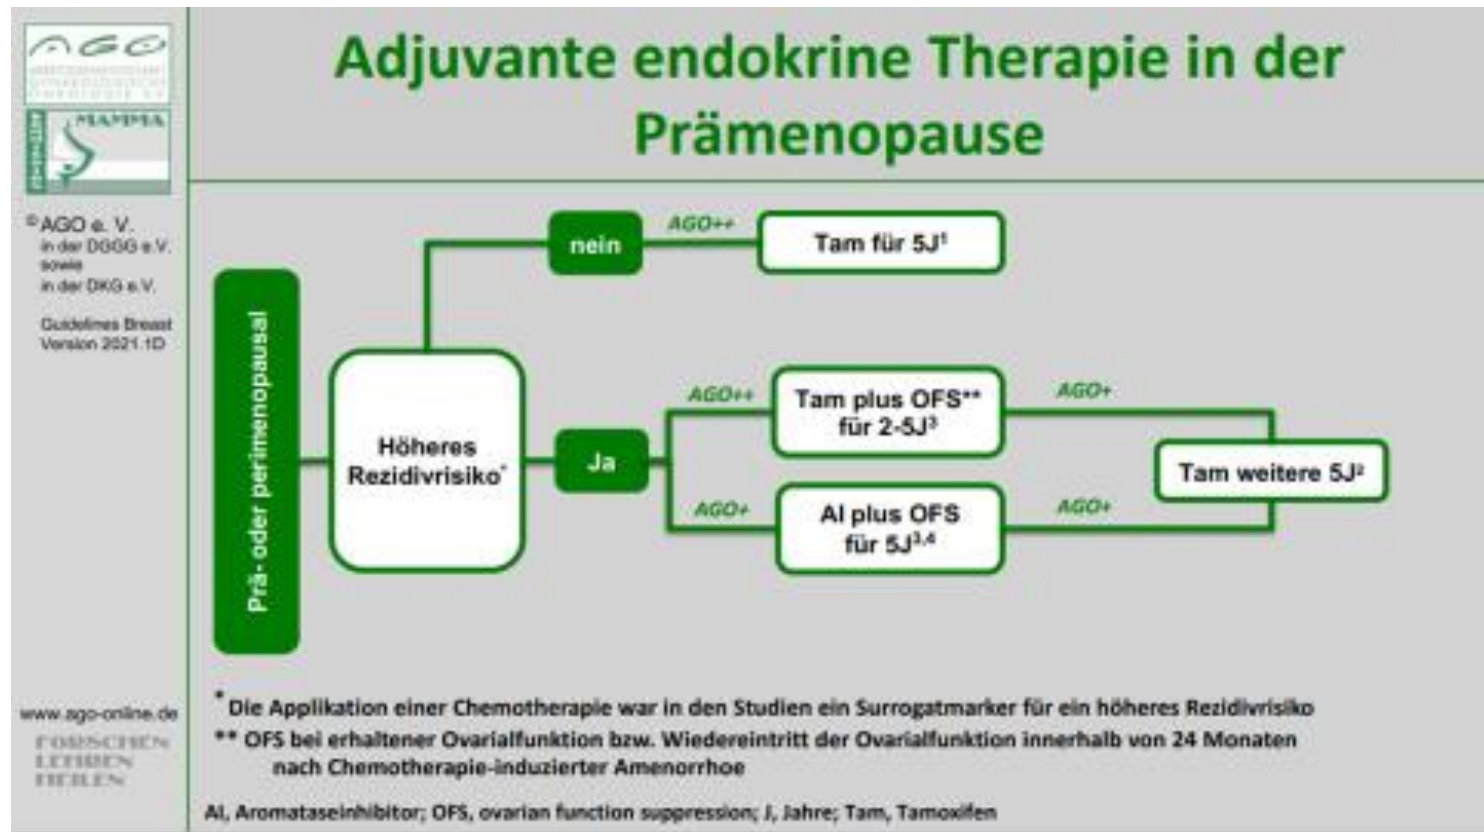 AGO
MAMMA
© AGO e. V.
in der DGGG e.V.
sowie
in der DKG e.V.
Guidelines Breast
Version 2021.1D
www.ago-online.de
FORSCHEN
LEHREN
HEILEN
Adjuvante endokrine Therapie in der
Prämenopause
Prä- oder perimenopausal
Höheres
Rezidivrisiko*
nein
AGO++
Tam für 5J¹
Ja
AGO++
Tam plus OFS**
für 2-5J³
AGO+
AGO+
AI plus OFS
für 5J³,⁴
AGO+
Tam weitere 5J²
* Die Applikation einer Chemotherapie war in den Studien ein Surrogatmarker für ein höheres Rezidivrisiko
** OFS bei erhaltener Ovarialfunktion bzw. Wiedereintritt der Ovarialfunktion innerhalb von 24 Monaten
nach Chemotherapie-induzierter Amenorrhoe
AI, Aromataseinhibitor; OFS, ovarian function suppression; J, Jahre; Tam, Tamoxifen